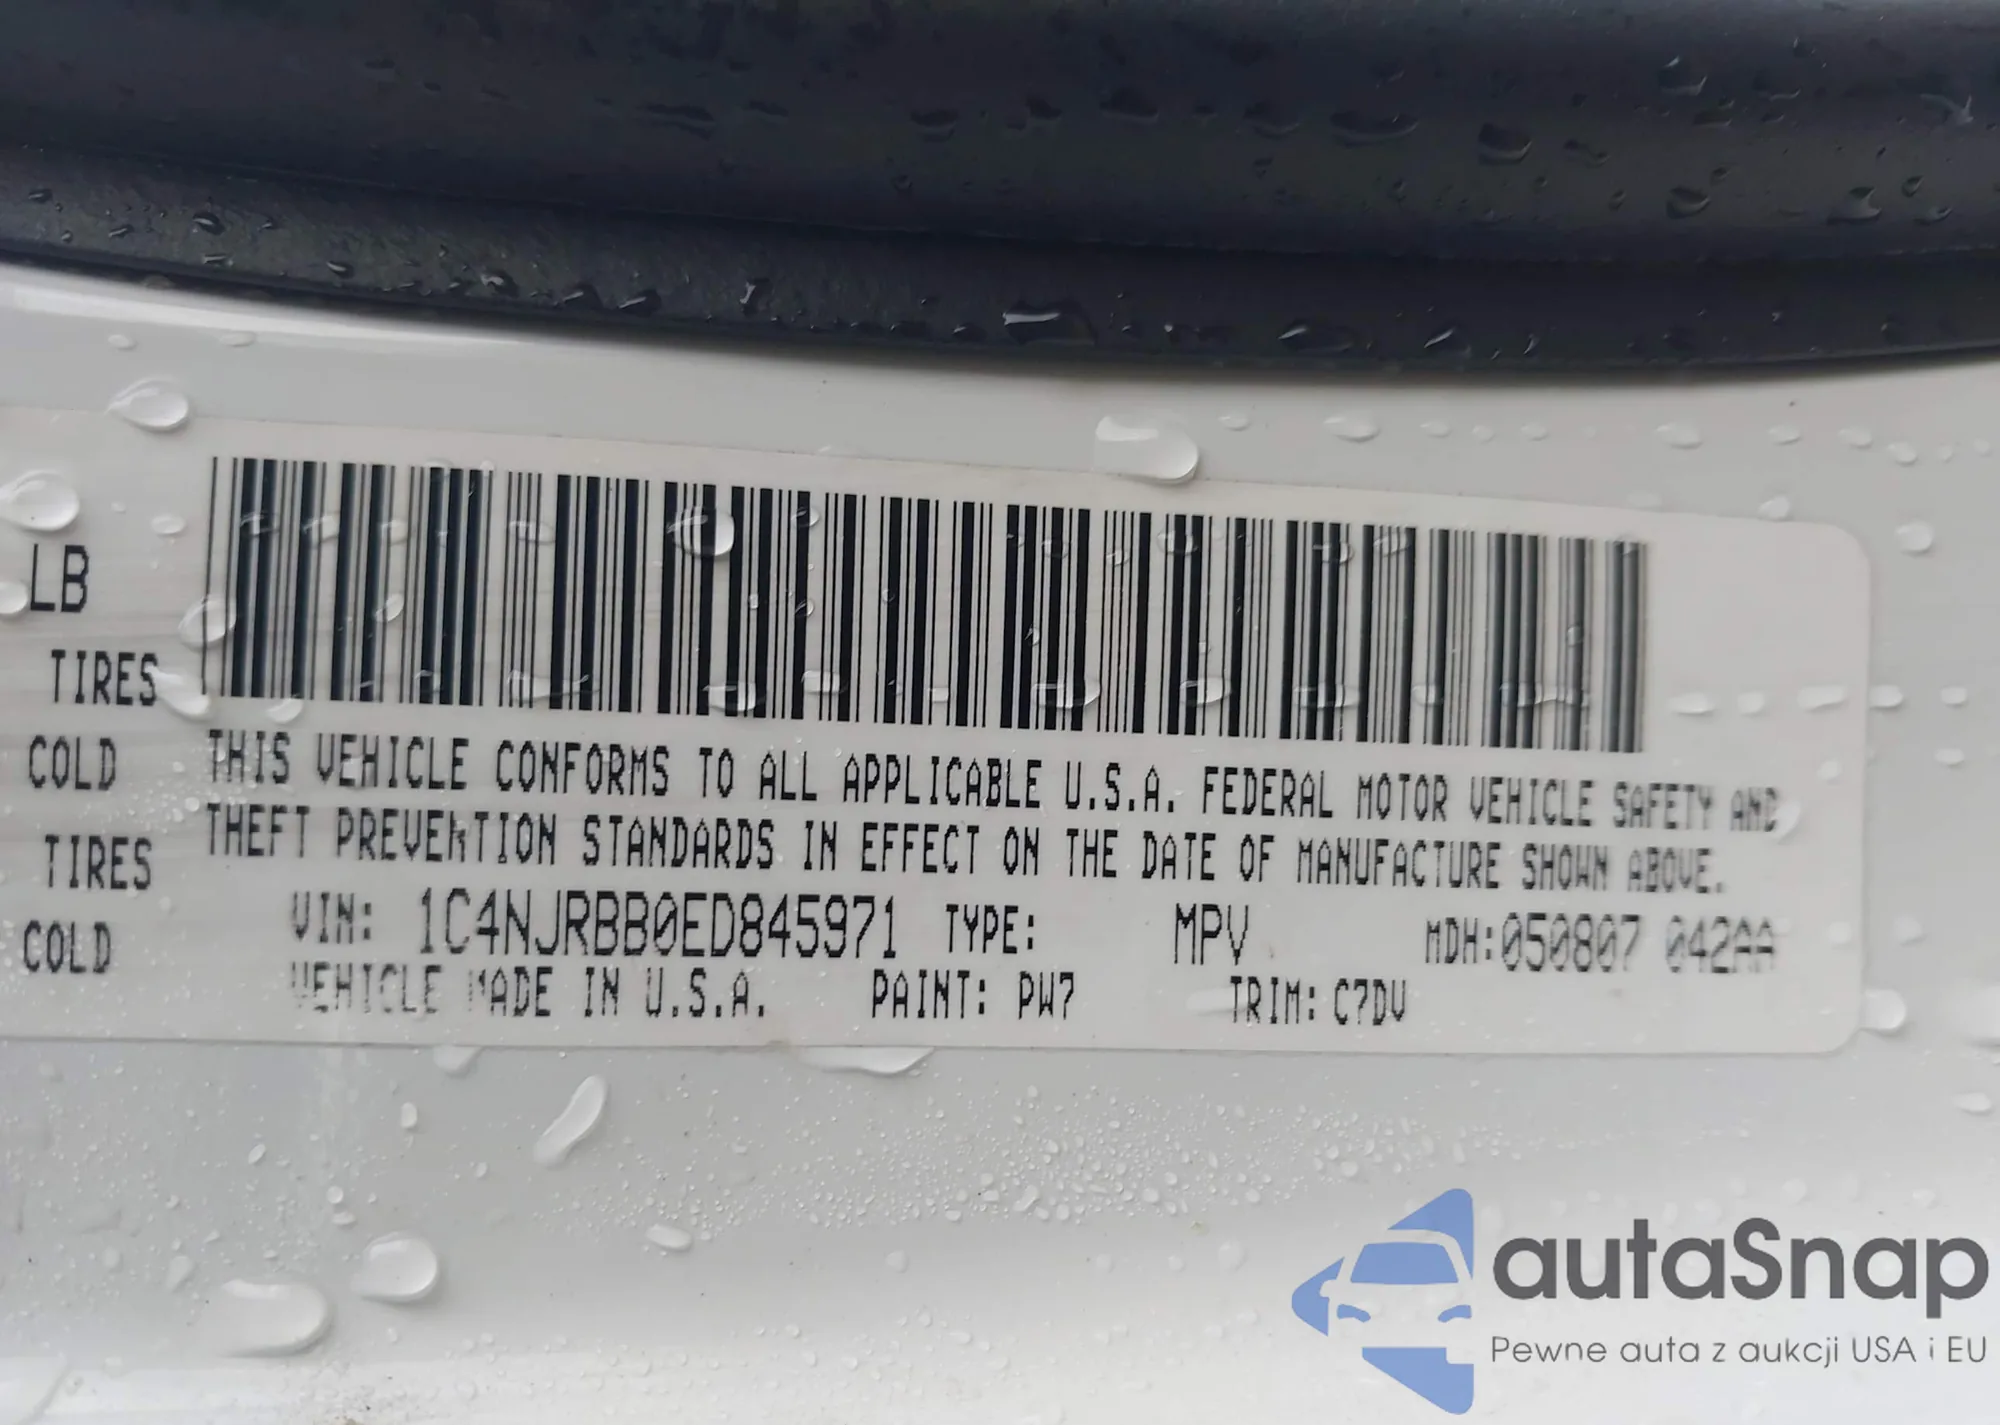 LB
TIRES
COLD
TIRES
COLD
THIS VEHICLE CONFORMS TO ALL APPLICABLE U.S.A. FEDERAL MOTOR VEHICLE SAFETY AND
THEFT PREVENTION STANDARDS IN EFFECT ON THE DATE OF MANUFACTURE SHOWN ABOVE.
VIN: 1C4NJRBB0ED845971 TYPE: MPV MDH:050807 042AA
VEHICLE MADE IN U.S.A. PAINT: PW7 TRIM: C7DV
autaSnap
Pewne auta z aukcji USA i EU